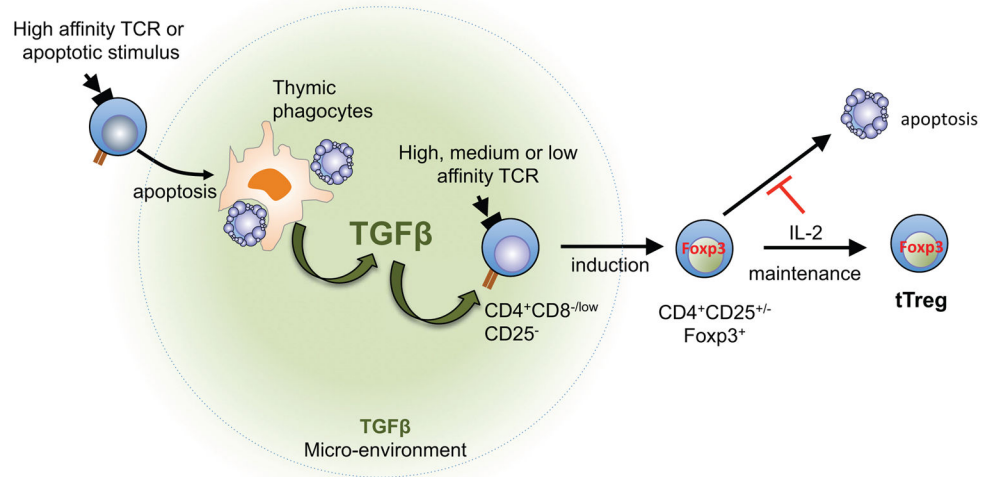 High affinity TCR or
apoptotic stimulus
apoptosis
Thymic
phagocytes
TGFβ
High, medium or low
affinity TCR
CD4⁺CD8⁻/ˡᵒʷ
CD25⁻
TGFβ
Micro-environment
induction
Foxp3
CD4⁺CD25⁺/⁻
Foxp3⁺
apoptosis
IL-2
maintenance
Foxp3
tTreg